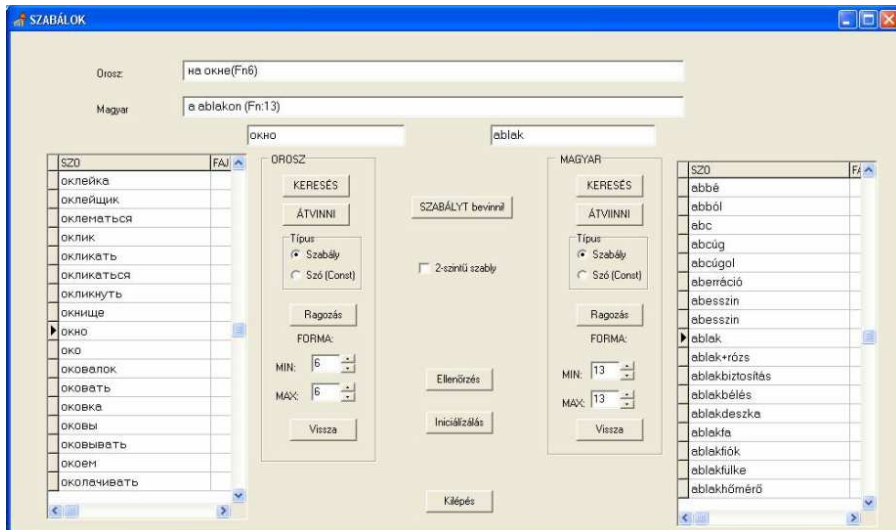 SZABÁLOK
Orosz:
на окне(Fn6)
Magyar
a ablakon (Fn:13)
окно
ablak
SZO FAJ
оклейка
оклейщик
оклематься
оклик
окликать
окликаться
окликнуть
окнище
окно
око
оковалок
оковать
оковка
оковы
оковывать
окоем
околачивать
OROSZ
KERESÉS
ÁTVINNI
Típus
Szabály
Szó (Const)
Ragozás
FORMA:
MIN: 6
MAX: 6
Vissza
SZABÁLYT bevinni!
2-szintű szably
Ellenőrzés
Iniciálízálás
Kilépés
MAGYAR
KERESÉS
ÁTVIINNI
Típus
Szabály
Szó (Const)
Ragozás
FORMA:
MIN: 13
MAX: 13
Vissza
SZO
abbé
abból
abc
abcúg
abcúgol
aberráció
abesszin
abesszin
ablak
ablak+rózs
ablakbiztosítás
ablakbélés
ablakdeszka
ablakfa
ablakfiók
ablakfülke
ablakhőmérő